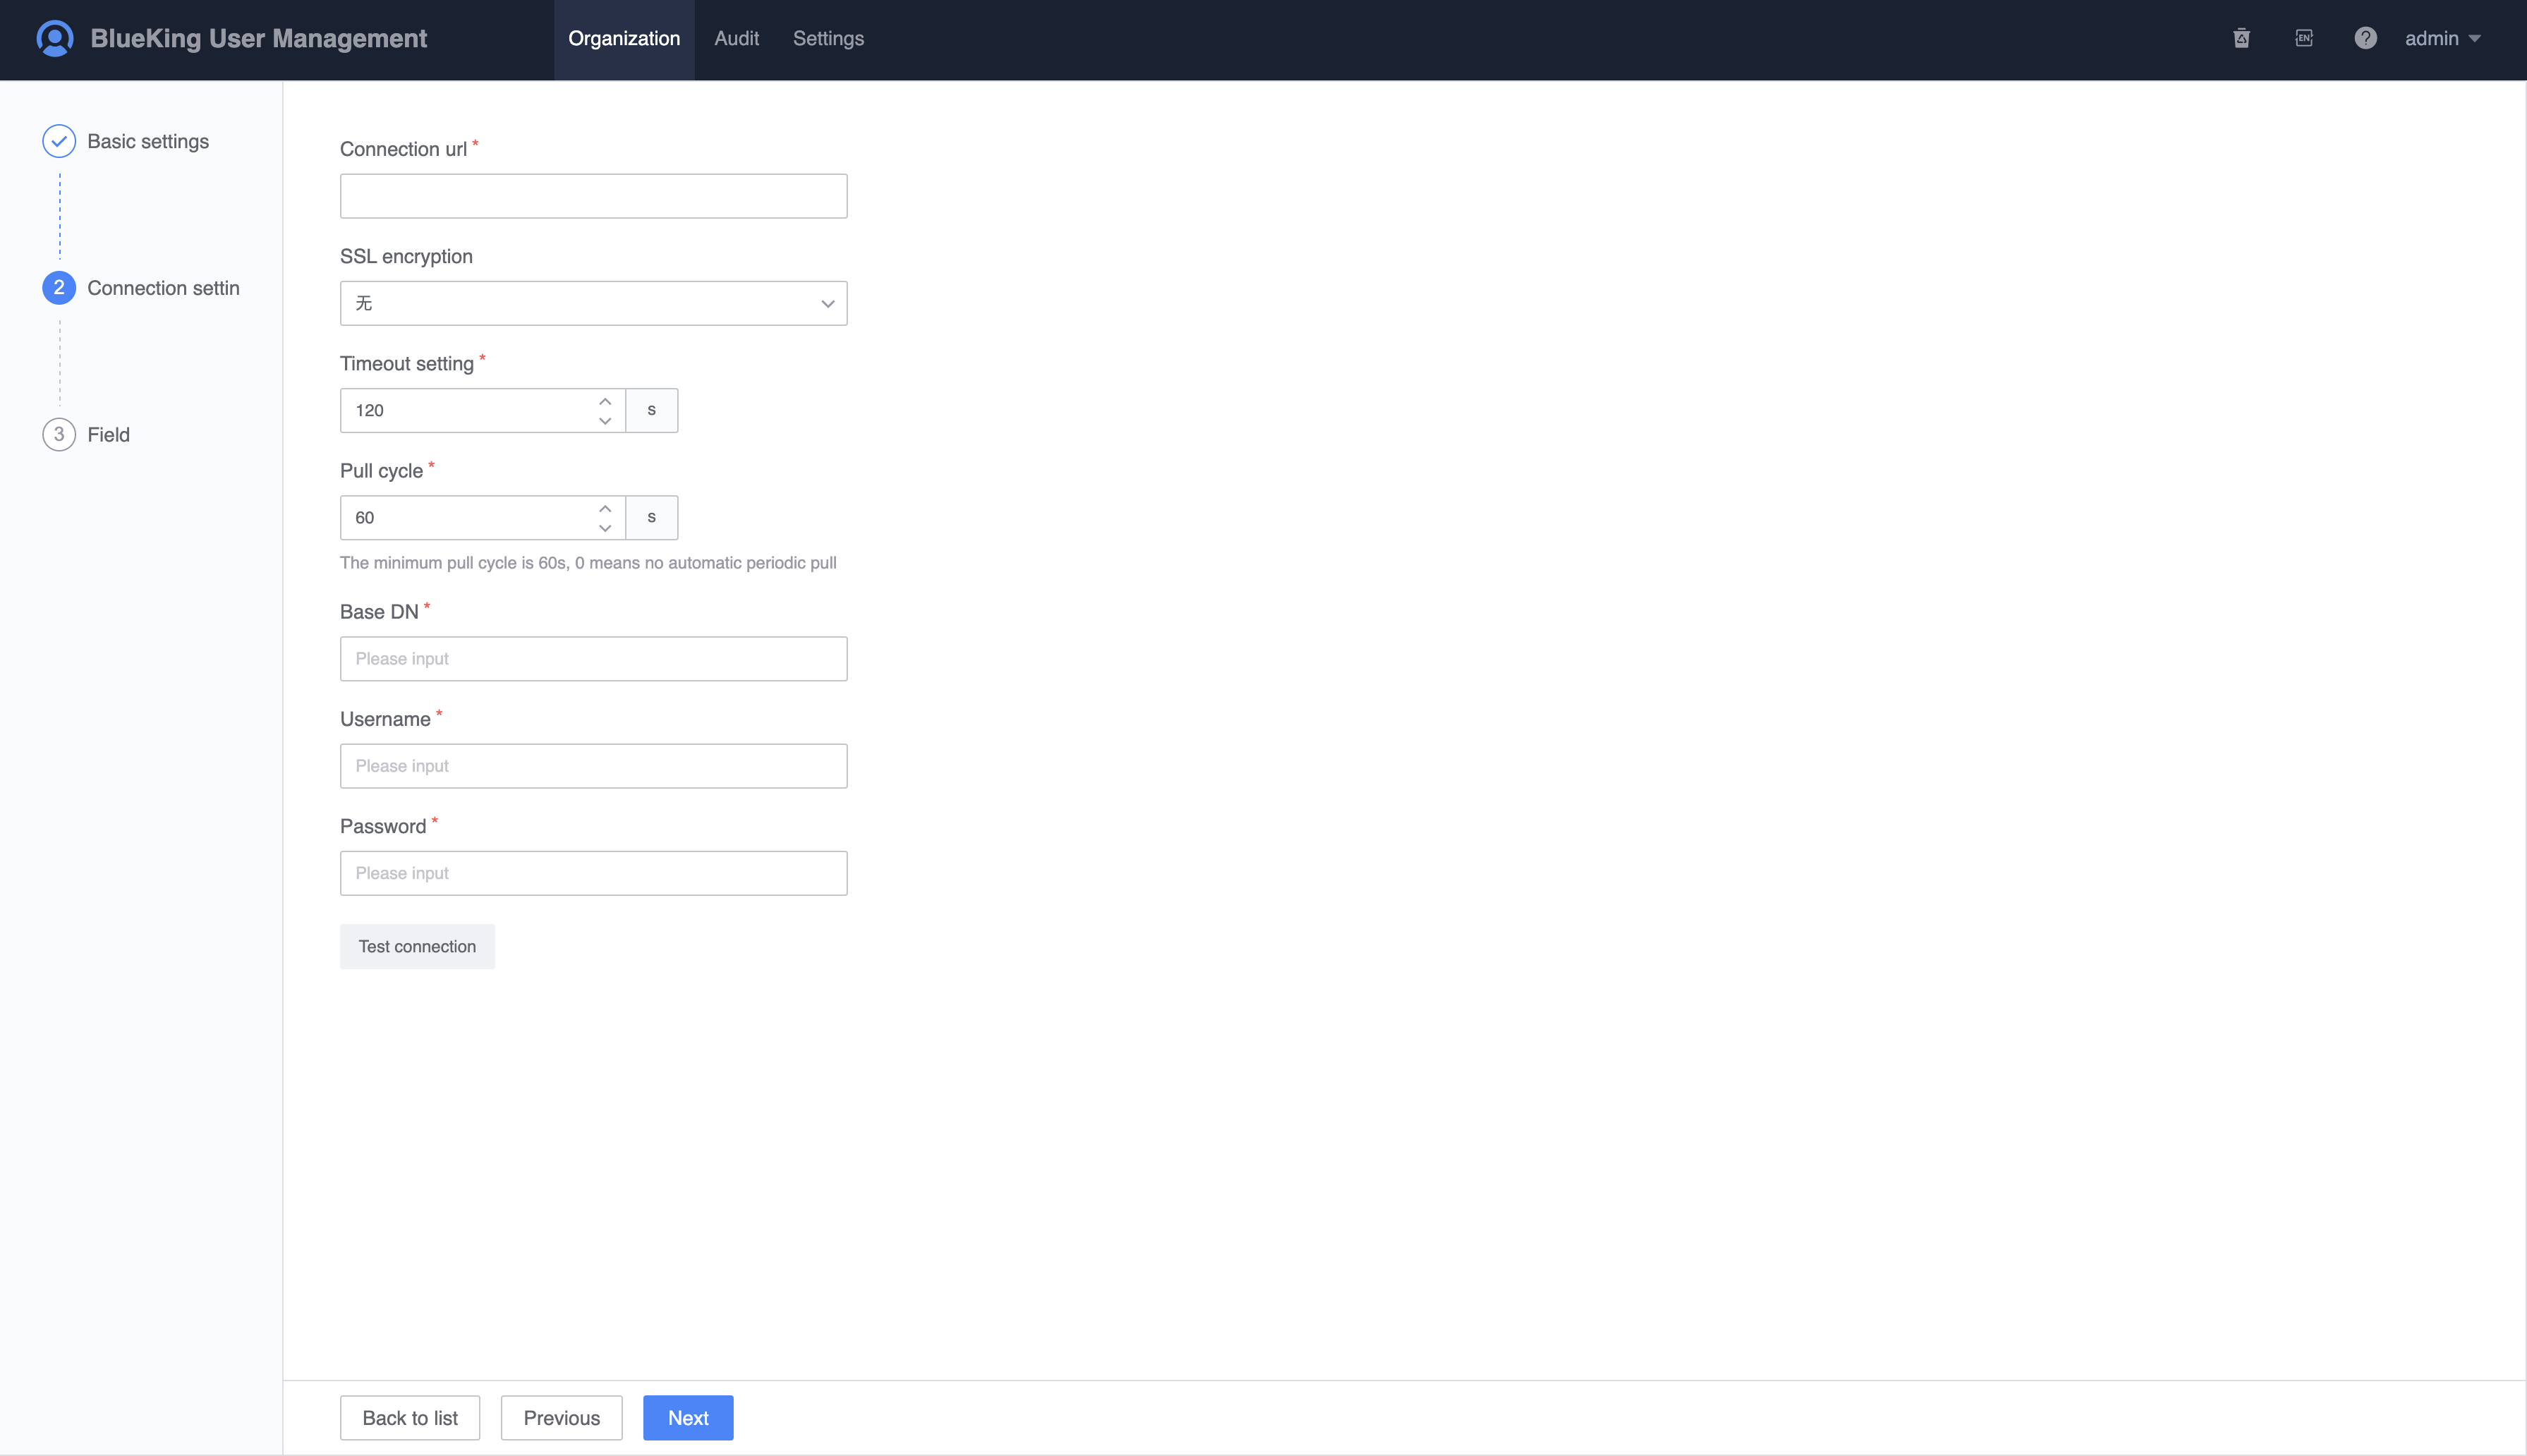 BlueKing User Management
Organization
Audit
Settings
EN
?
admin
Basic settings
2
Connection settin
3
Field
Connection url *
SSL encryption
无
Timeout setting *
120
s
Pull cycle *
60
s
The minimum pull cycle is 60s, 0 means no automatic periodic pull
Base DN *
Please input
Username *
Please input
Password *
Please input
Test connection
Back to list
Previous
Next